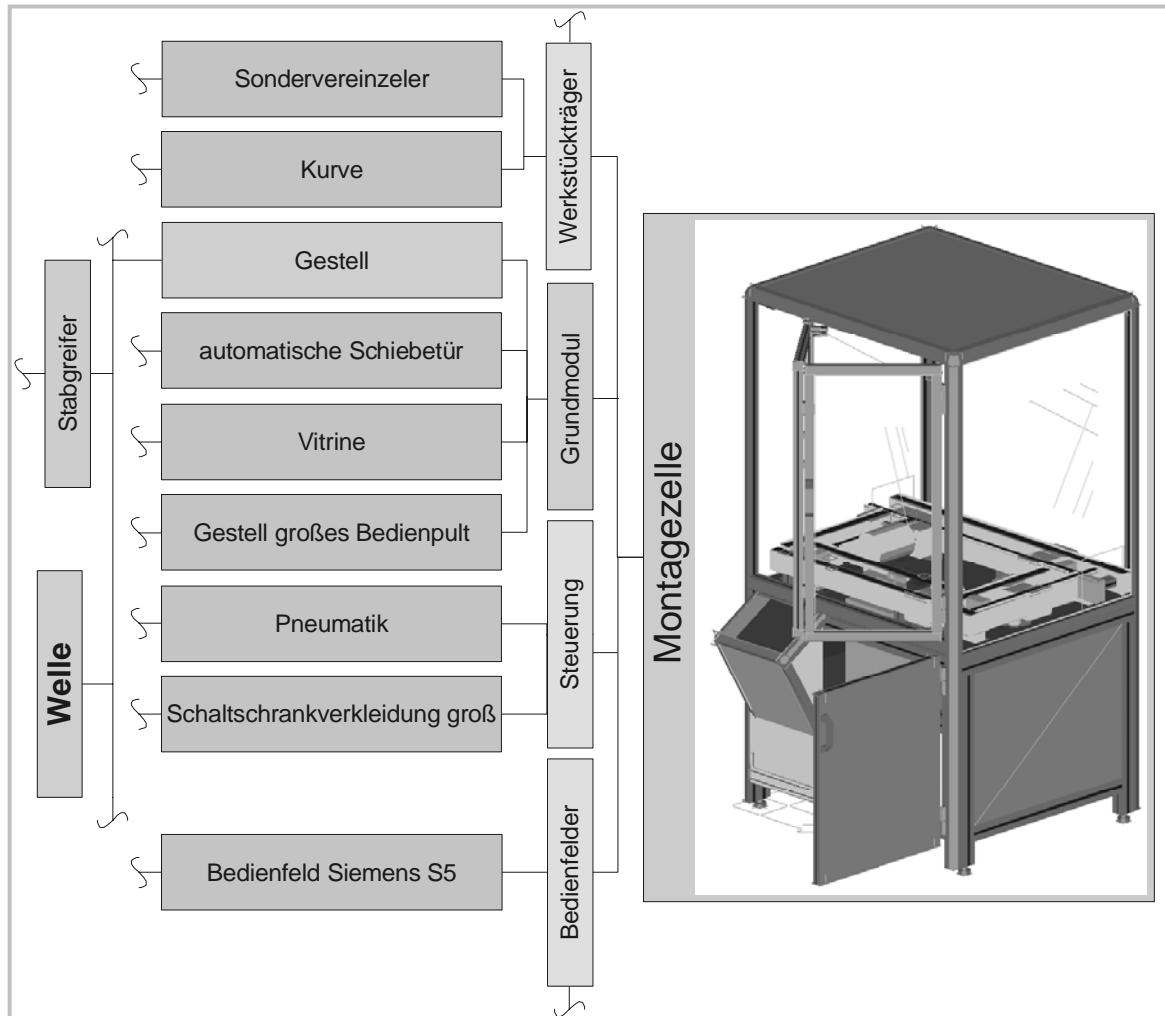 Sondervereinzeler
Kurve
Gestell
automatische Schiebetür
Vitrine
Gestell großes Bedienpult
Pneumatik
Schaltschrankverkleidung groß
Bedienfeld Siemens S5
Stabgreifer
Welle
Werkstückträger
Grundmodul
Steuerung
Bedienfelder
Montagezelle